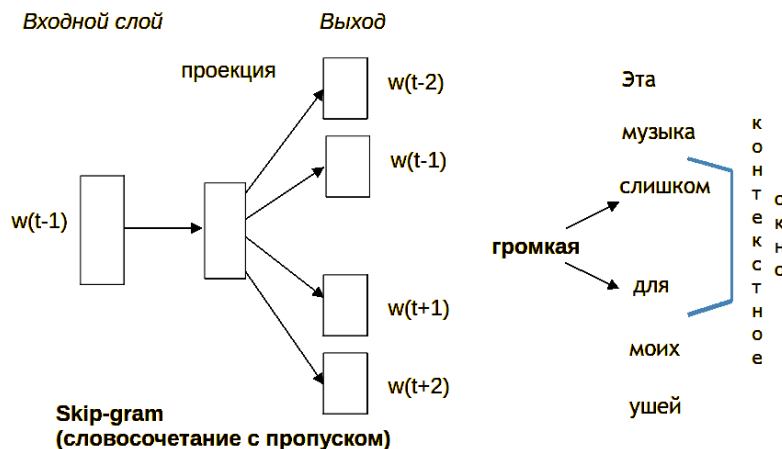 Входной слой
Выход
проекция
w(t-2)
w(t-1)
w(t-1)
w(t+1)
w(t+2)
Skip-gram
(словосочетание с пропуском)
Эта
музыка
слишком
громкая
для
моих
ушей
контекстное
окно